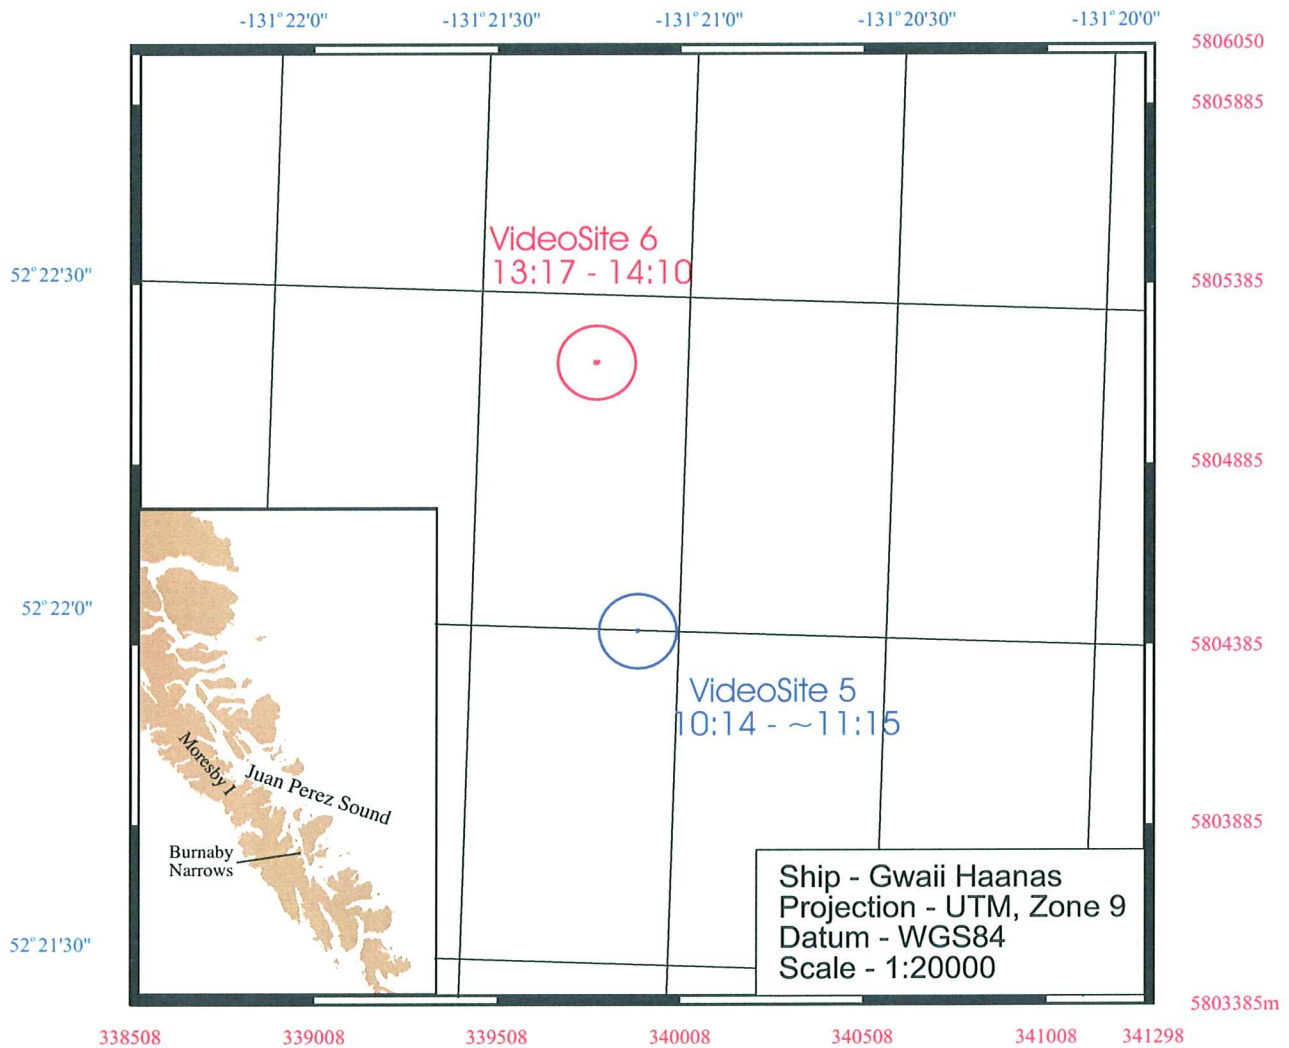 -131°22'0"
-131°21'30"
-131°21'0"
-131°20'30"
-131°20'0"
5806050
5805885
VideoSite 6
13:17 - 14:10
52°22'30"
5805385
5804885
52°22'0"
5804385
VideoSite 5
10:14 - ~11:15
Moresby I
Juan Perez Sound
5803885
Burnaby
Narrows
Ship - Gwaii Haanas
Projection - UTM, Zone 9
Datum - WGS84
Scale - 1:20000
52°21'30"
5803385m
338508
339008
339508
340008
340508
341008
341298